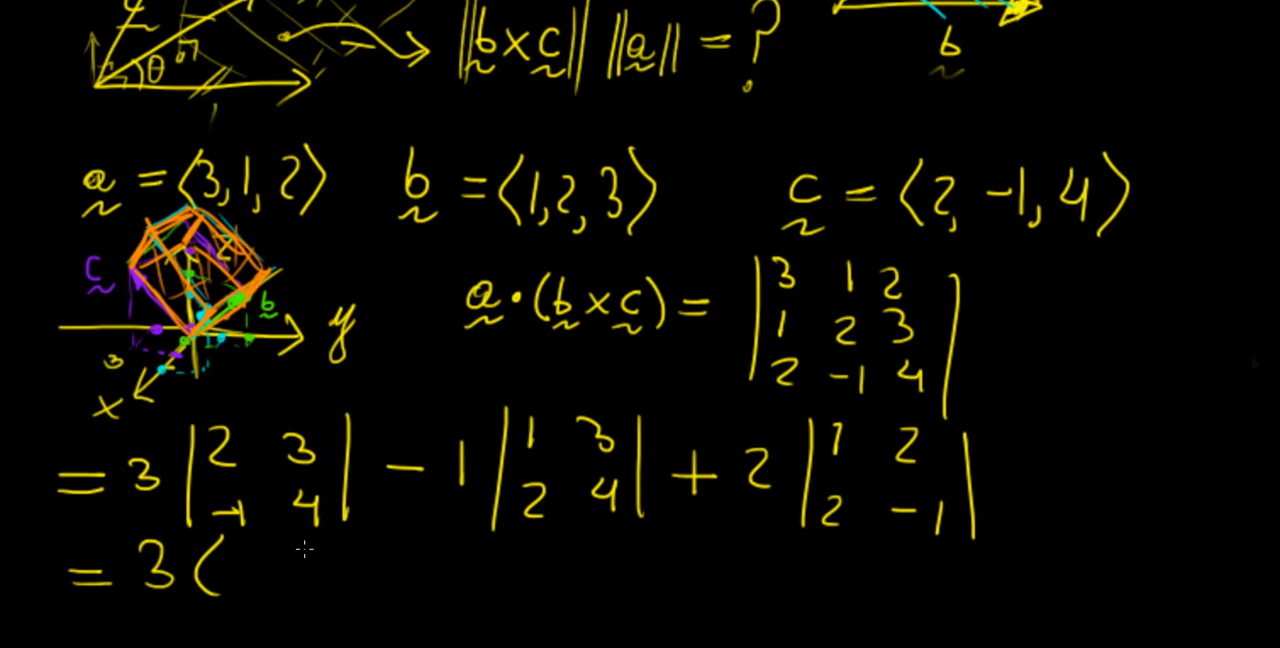 θ ||b×c|| ||a|| = ? b
a = ⟨3, 1, 2⟩ b = ⟨1, 2, 3⟩ c = ⟨2, -1, 4⟩
c b y 3 x
a · (b × c) = | 3 1 2 |
| 1 2 3 |
| 2 -1 4 |
= 3 | 2 3 | - 1 | 1 3 | + 2 | 1 2 |
| -1 4 | | 2 4 | | 2 -1 |
= 3 (